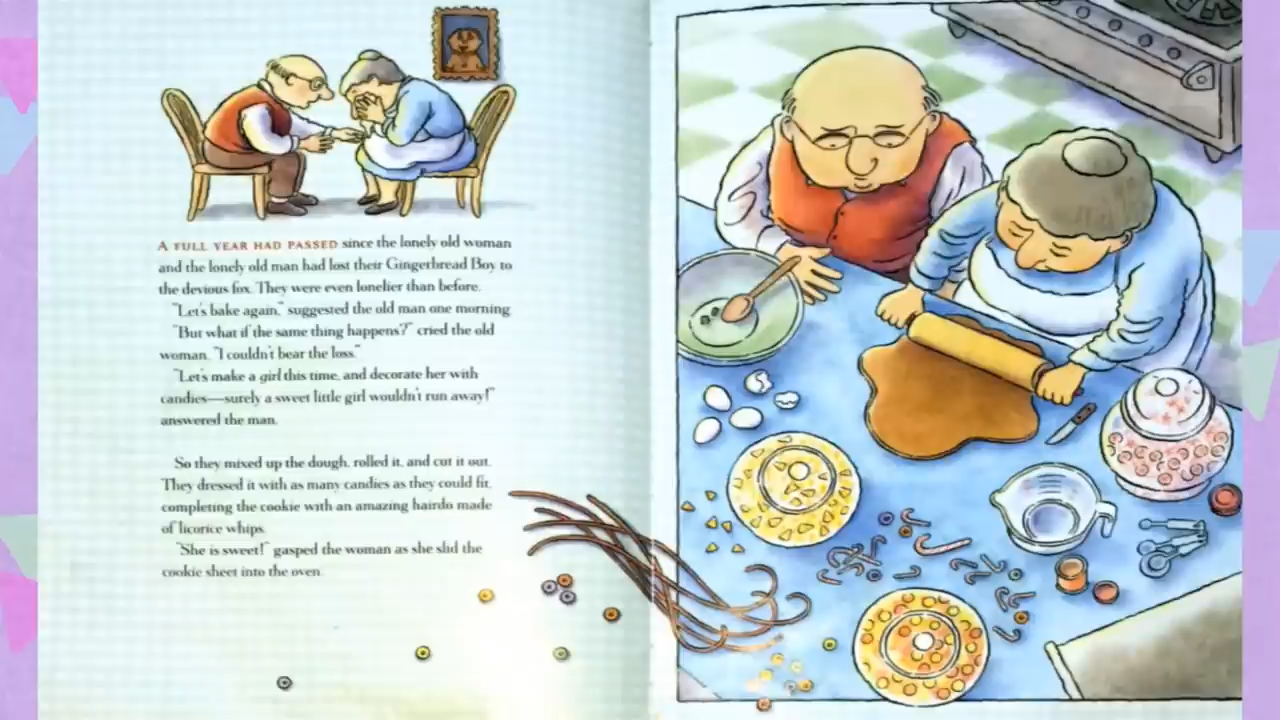 A FULL YEAR HAD PASSED since the lonely old woman
and the lonely old man had lost their Gingerbread Boy to
the devious fox. They were even lonelier than before.
"Let's bake again," suggested the old man one morning.
"But what if the same thing happens?" cried the old
woman. "I couldn't bear the loss."
"Let's make a girl this time, and decorate her with
candies—surely a sweet little girl wouldn't run away!"
answered the man.
So they mixed up the dough, rolled it, and cut it out.
They dressed it with as many candies as they could fit,
completing the cookie with an amazing hairdo made
of licorice whips.
"She is sweet!" gasped the woman as she slid the
cookie sheet into the oven.